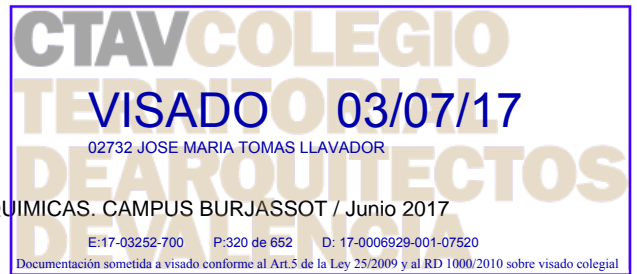 CTAVCOLEGIO
TERRITORIAL
VISADO 03/07/17
02732 JOSE MARIA TOMAS LLAVADOR
DEARQUITECTOS
QUIMICAS. CAMPUS BURJASSOT / Junio 2017
DEVALENCIA
E:17-03252-700 P:320 de 652 D: 17-0006929-001-07520
Documentación sometida a visado conforme al Art.5 de la Ley 25/2009 y al RD 1000/2010 sobre visado colegial